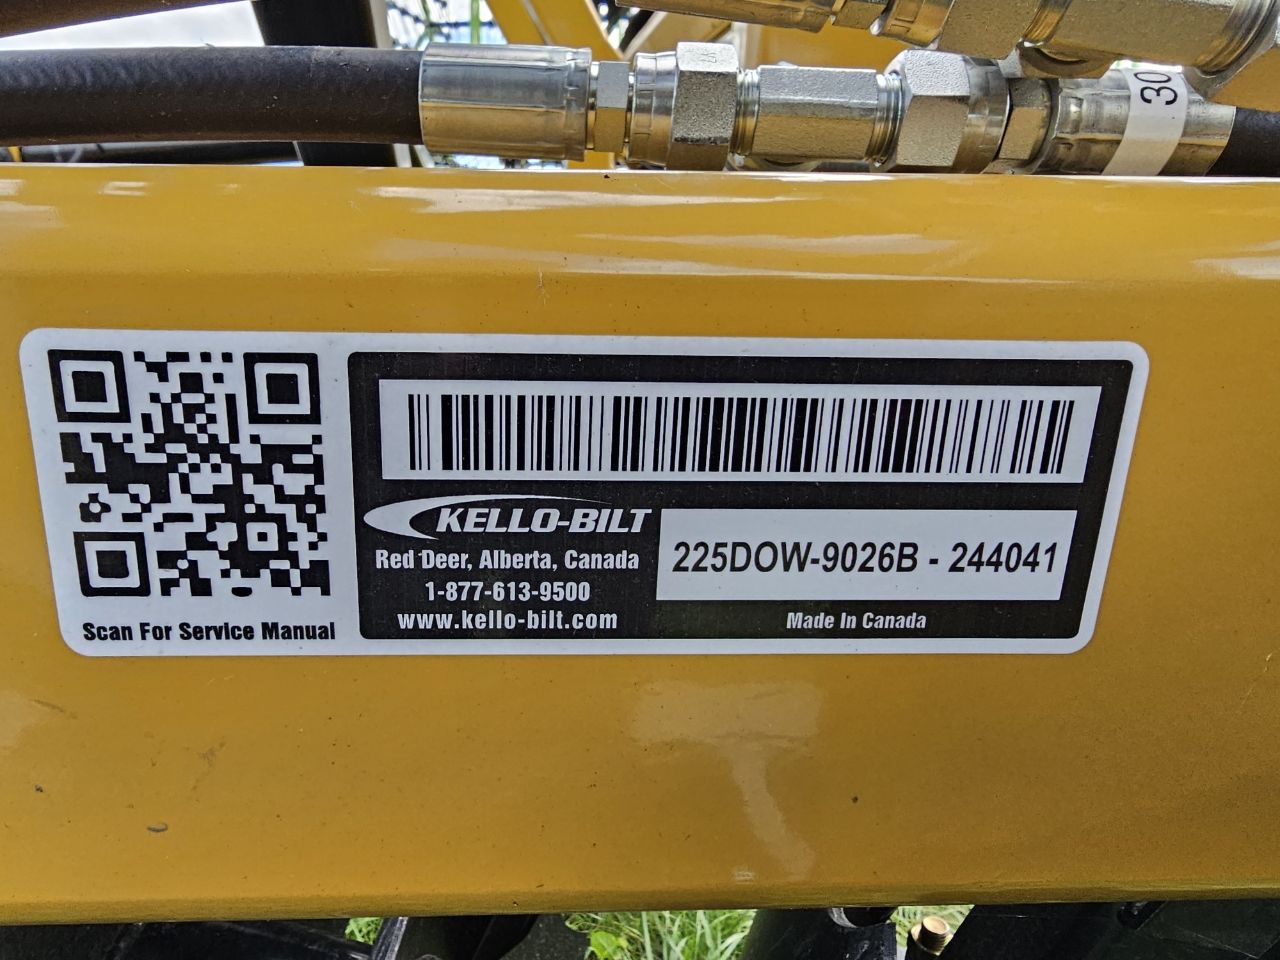 30
Scan For Service Manual
KELLO-BILT
Red Deer, Alberta, Canada
1-877-613-9500
www.kello-bilt.com
225DOW-9026B - 244041
Made In Canada